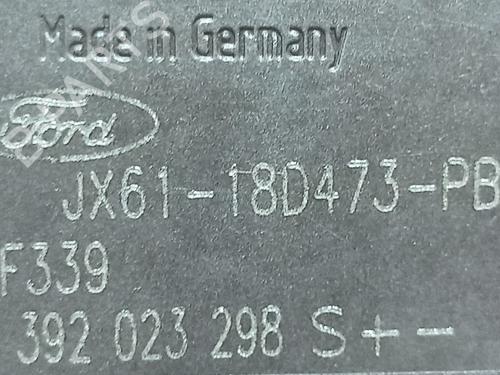 Made in Germany
Ford
JX61-18D473-PB
F339
392 023 298 S + -